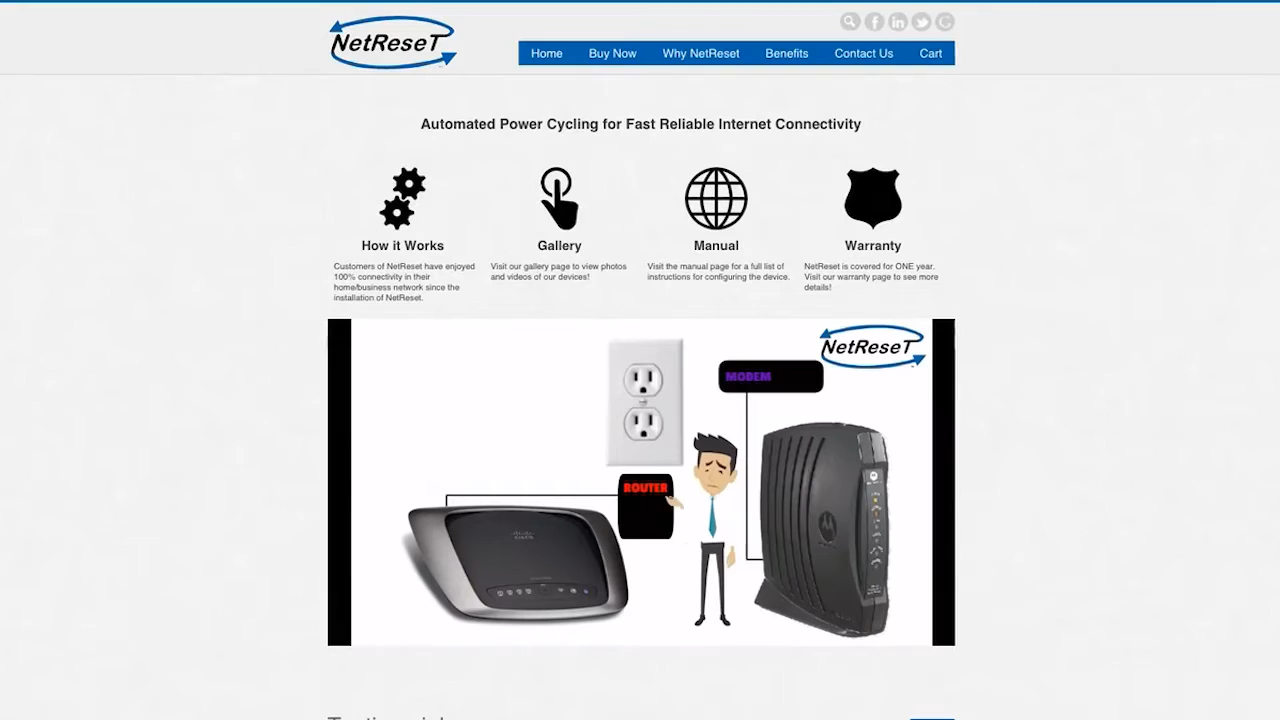 NetReseT
Home Buy Now Why NetReset Benefits Contact Us Cart
Automated Power Cycling for Fast Reliable Internet Connectivity
How it Works
Customers of NetReset have enjoyed
100% connectivity in their
home/business network since the
installation of NetReset.
Gallery
Visit our gallery page to view photos
and videos of our devices!
Manual
Visit the manual page for a full list of
instructions for configuring the device.
Warranty
NetReset is covered for ONE year.
Visit our warranty page to see more
details!
NetReseT
MODEM
ROUTER